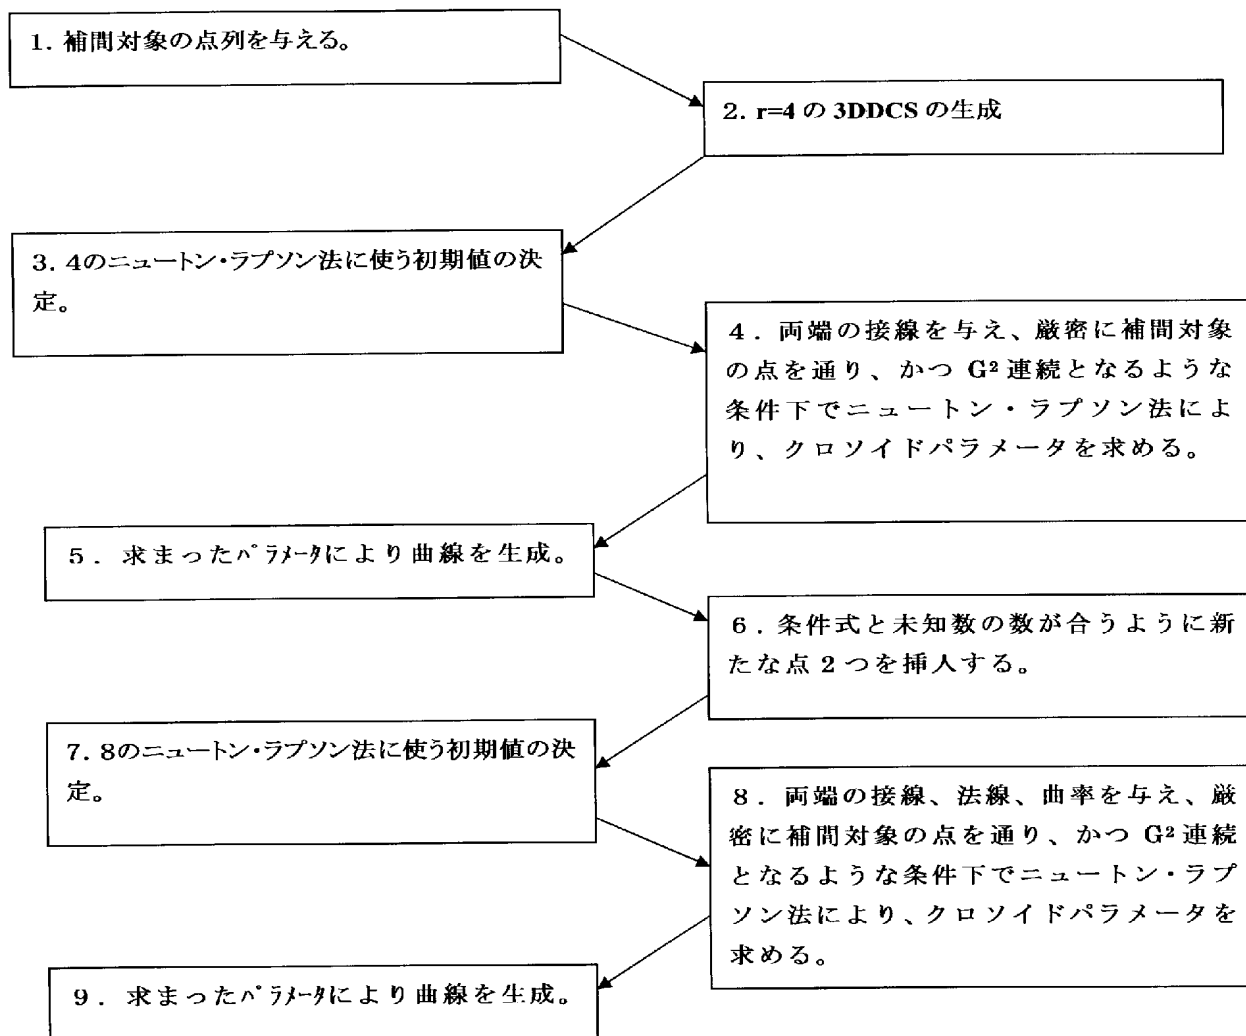 1. 補間対象の点列を与える。
2. r=4 の 3DDCS の生成
3. 4のニュートン・ラプソン法に使う初期値の決
定。
4. 両端の接線を与え、厳密に補間対象
の点を通り、かつ G² 連続となるような
条件下でニュートン・ラプソン法によ
り、クロソイドパラメータを求める。
5. 求まったパラメータにより曲線を生成。
6. 条件式と未知数の数が合うように新
たな点 2 つを挿入する。
7. 8のニュートン・ラプソン法に使う初期値の決
定。
8. 両端の接線、法線、曲率を与え、厳
密に補間対象の点を通り、かつ G² 連続
となるような条件下でニュートン・ラプ
ソン法により、クロソイドパラメータを
求める。
9. 求まったパラメータにより曲線を生成。